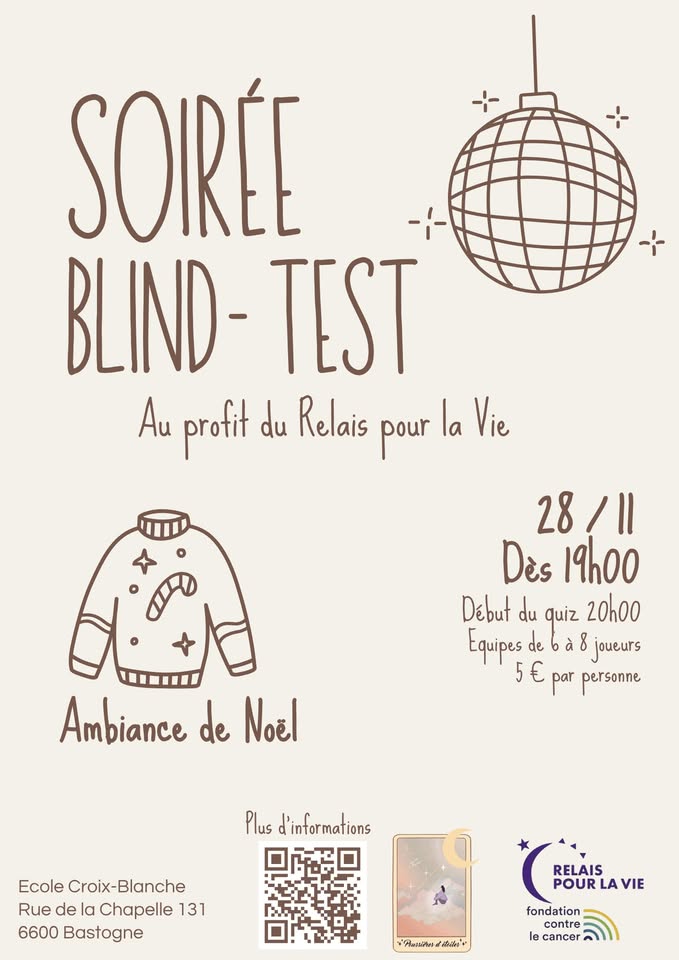 SOIRÉE
BLIND-TEST
Au profit du Relais pour la Vie
28 / 11
Dès 19h00
Début du quiz 20h00
Equipes de 6 à 8 joueurs
5 € par personne
Ambiance de Noël
Plus d'informations
Ecole Croix-Blanche
Rue de la Chapelle 131
6600 Bastogne
Poussières d'étoiles
RELAIS
POUR LA VIE
fondation
contre
le cancer